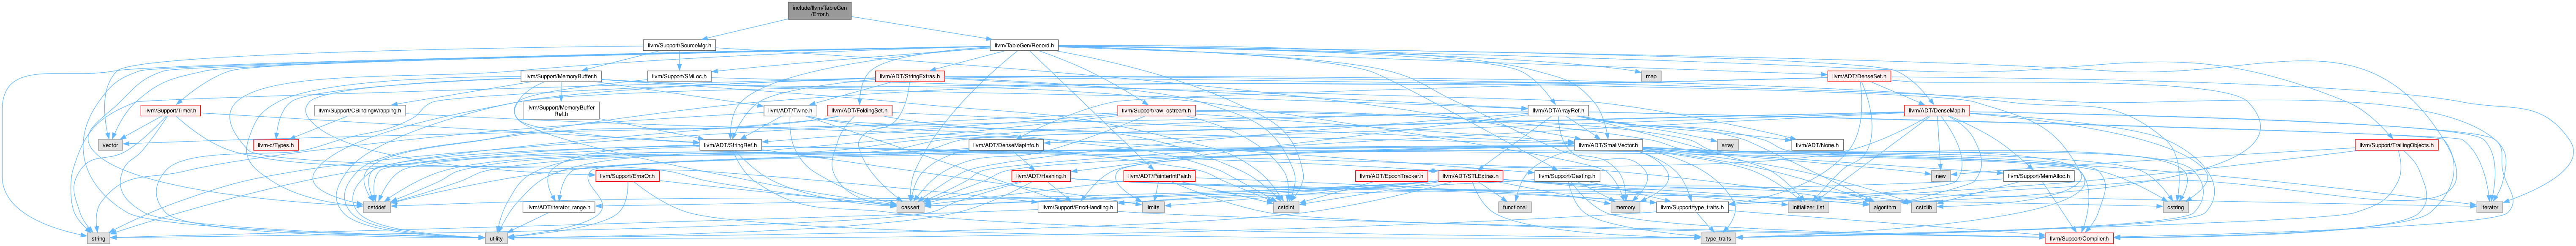 include/llvm/TableGen
/Error.h
llvm/Support/SourceMgr.h
llvm/TableGen/Record.h
llvm/Support/MemoryBuffer.h
llvm/Support/SMLoc.h
llvm/ADT/StringExtras.h
map
llvm/ADT/DenseSet.h
llvm/Support/Timer.h
llvm/Support/CBindingWrapping.h
llvm/Support/MemoryBuffer
Ref.h
llvm/ADT/Twine.h
llvm/ADT/FoldingSet.h
llvm/Support/raw_ostream.h
llvm/ADT/ArrayRef.h
llvm/ADT/DenseMap.h
vector
llvm-c/Types.h
llvm/ADT/StringRef.h
llvm/ADT/DenseMapInfo.h
llvm/ADT/SmallVector.h
array
llvm/ADT/None.h
llvm/Support/TrailingObjects.h
llvm/Support/ErrorOr.h
llvm/ADT/Hashing.h
llvm/ADT/PointerIntPair.h
llvm/ADT/EpochTracker.h
llvm/ADT/STLExtras.h
llvm/Support/Casting.h
new
llvm/Support/MemAlloc.h
cstddef
llvm/ADT/iterator_range.h
cassert
llvm/Support/ErrorHandling.h
limits
cstdint
functional
memory
llvm/Support/type_traits.h
initializer_list
algorithm
cstdlib
cstring
iterator
string
utility
type_traits
llvm/Support/Compiler.h